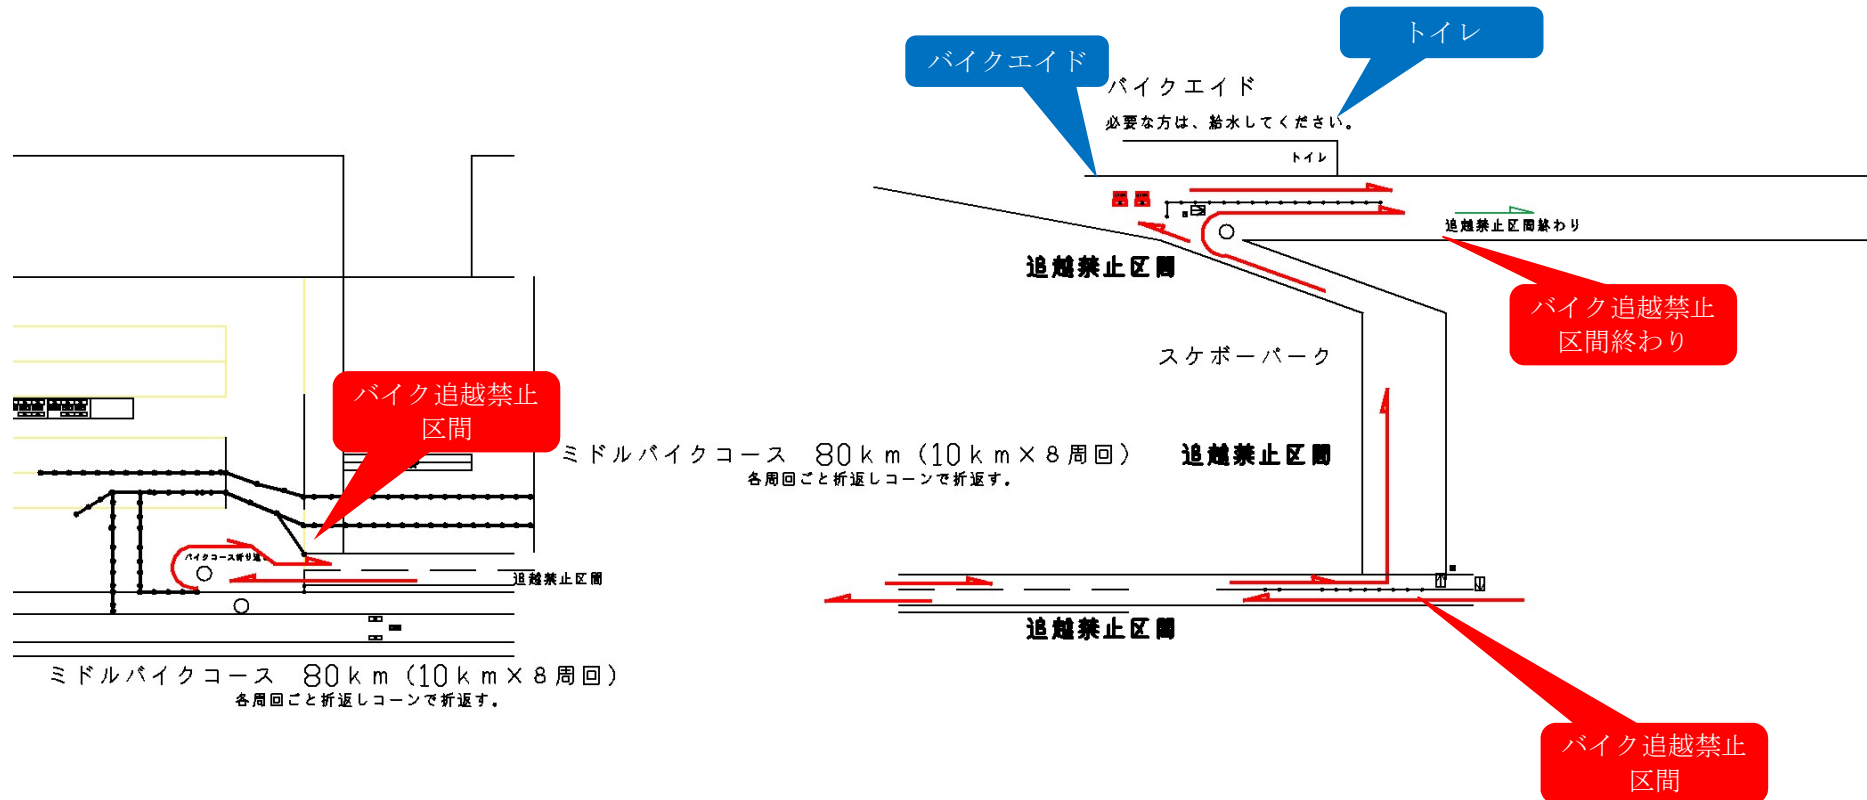 トイレ
バイクエイド
バイクエイド
必要な方は、給水してください。
トイレ
追越禁止区間終わり
追越禁止区間
バイク追越禁止
区間終わり
スケボーパーク
バイク追越禁止
区間
ミドルバイクコース 80km(10km×8周回)
各周回ごと折返しコーンで折返す。
追越禁止区間
バイクコース折り返し
追越禁止区間
追越禁止区間
ミドルバイクコース 80km(10km×8周回)
各周回ごと折返しコーンで折返す。
バイク追越禁止
区間